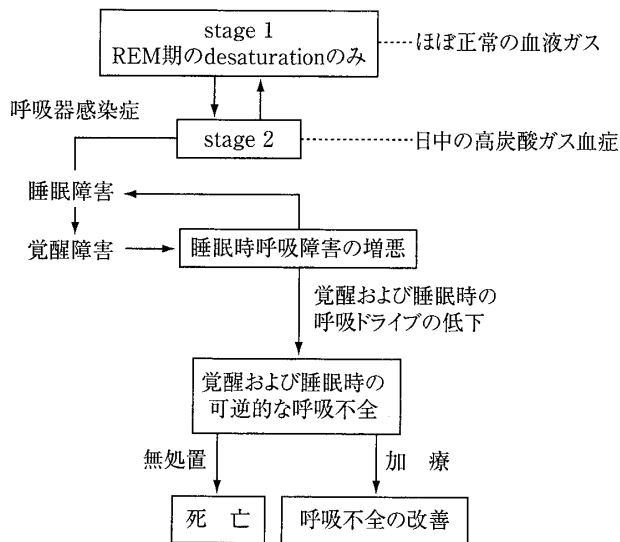 stage 1
REM期のdesaturationのみ
ほぼ正常の血液ガス
呼吸器感染症
stage 2
日中の高炭酸ガス血症
睡眠障害
覚醒障害
睡眠時呼吸障害の増悪
覚醒および睡眠時の
呼吸ドライブの低下
覚醒および睡眠時の
可逆的な呼吸不全
無処置
加 療
死 亡
呼吸不全の改善